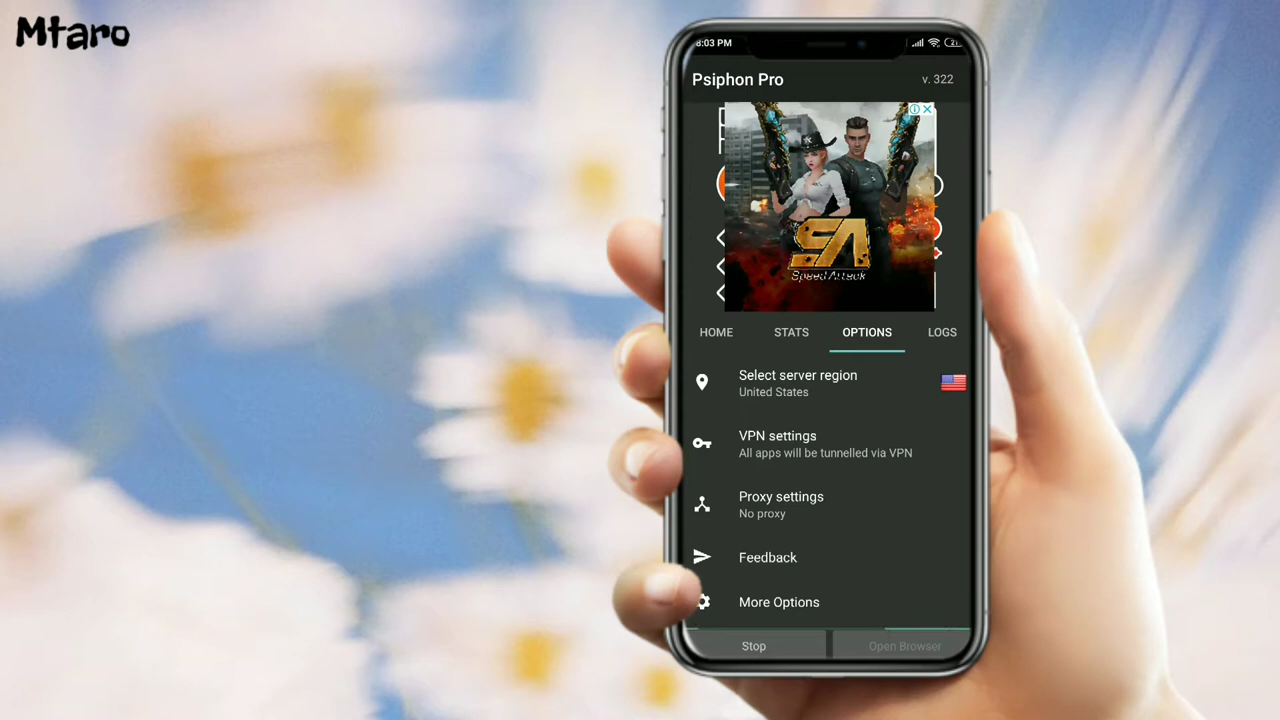 Mtaro
8:03 PM
Psiphon Pro
v. 322
SA
Speed Attack
HOME
STATS
OPTIONS
LOGS
Select server region
United States
VPN settings
All apps will be tunnelled via VPN
Proxy settings
No proxy
Feedback
More Options
Stop
Open Browser